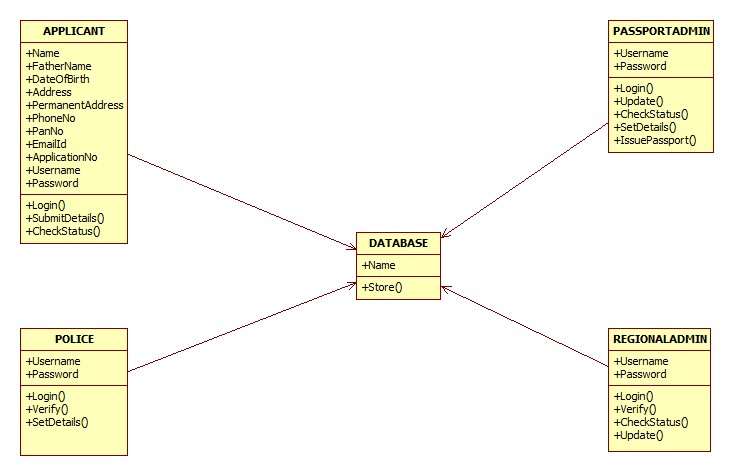 APPLICANT
+Name
+FatherName
+DateOfBirth
+Address
+PermanentAddress
+PhoneNo
+PanNo
+EmailId
+ApplicationNo
+Username
+Password
+Login()
+SubmitDetails()
+CheckStatus()
PASSPORTADMIN
+Username
+Password
+Login()
+Update()
+CheckStatus()
+SetDetails()
+IssuePassport()
DATABASE
+Name
+Store()
POLICE
+Username
+Password
+Login()
+Verify()
+SetDetails()
REGIONALADMIN
+Username
+Password
+Login()
+Verify()
+CheckStatus()
+Update()